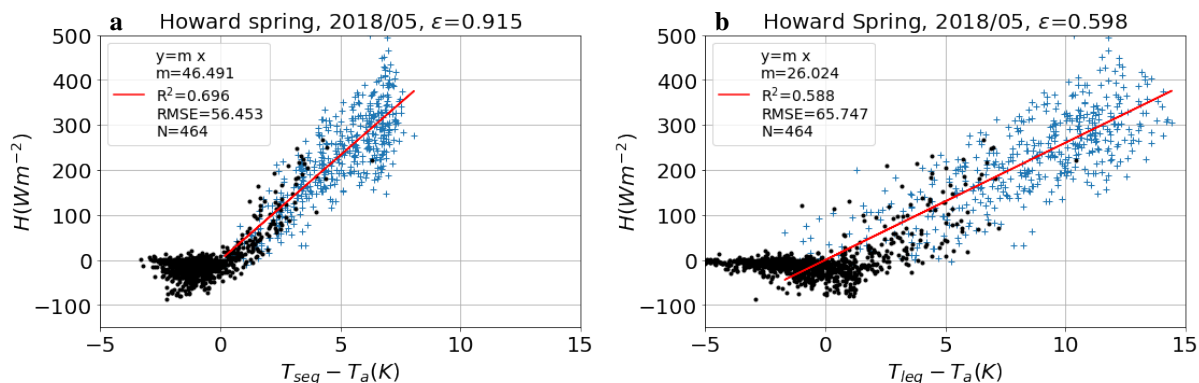 a
Howard spring, 2018/05, ε=0.915
y=m x
m=46.491
R²=0.696
RMSE=56.453
N=464
500
400
300
200
100
0
−100
H(Wm⁻²)
−5
0
5
10
15
T_seq − T_a(K)
b
Howard Spring, 2018/05, ε=0.598
y=m x
m=26.024
R²=0.588
RMSE=65.747
N=464
500
400
300
200
100
0
−100
H(Wm⁻²)
−5
0
5
10
15
T_leq − T_a(K)